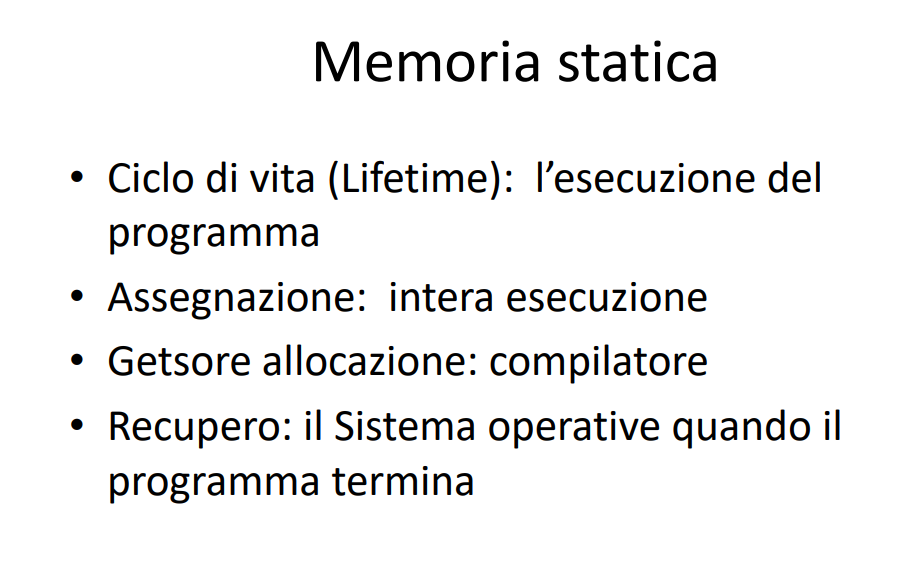 Memoria statica
• Ciclo di vita (Lifetime): l’esecuzione del
programma
• Assegnazione: intera esecuzione
• Getsore allocazione: compilatore
• Recupero: il Sistema operative quando il
programma termina